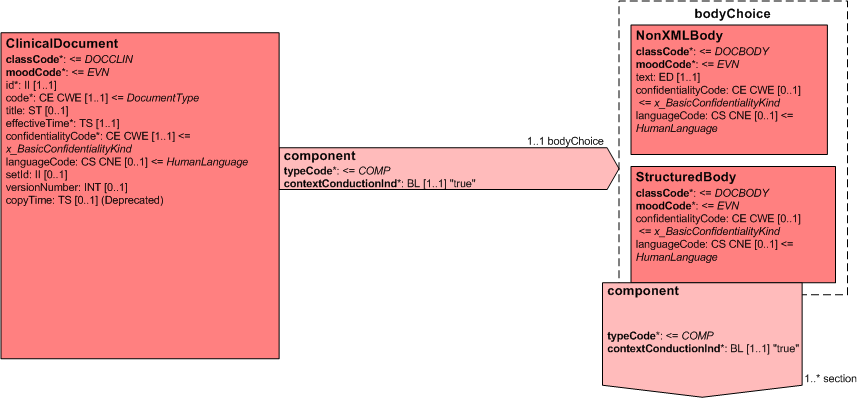 ClinicalDocument
classCode*: <= DOCCLIN
moodCode*: <= EVN
id*: II [1..1]
code*: CE CWE [1..1] <= DocumentType
title: ST [0..1]
effectiveTime*: TS [1..1]
confidentialityCode*: CE CWE [1..1] <=
x_BasicConfidentialityKind
languageCode: CS CNE [0..1] <= HumanLanguage
setId: II [0..1]
versionNumber: INT [0..1]
copyTime: TS [0..1] (Deprecated)
1..1 bodyChoice
component
typeCode*: <= COMP
contextConductionInd*: BL [1..1] "true"
bodyChoice
NonXMLBody
classCode*: <= DOCBODY
moodCode*: <= EVN
text: ED [1..1]
confidentialityCode: CE CWE [0..1]
<= x_BasicConfidentialityKind
languageCode: CS CNE [0..1] <=
HumanLanguage
StructuredBody
classCode*: <= DOCBODY
moodCode*: <= EVN
confidentialityCode: CE CWE [0..1]
<= x_BasicConfidentialityKind
languageCode: CS CNE [0..1] <=
HumanLanguage
component
typeCode*: <= COMP
contextConductionInd*: BL [1..1] "true"
1..* section